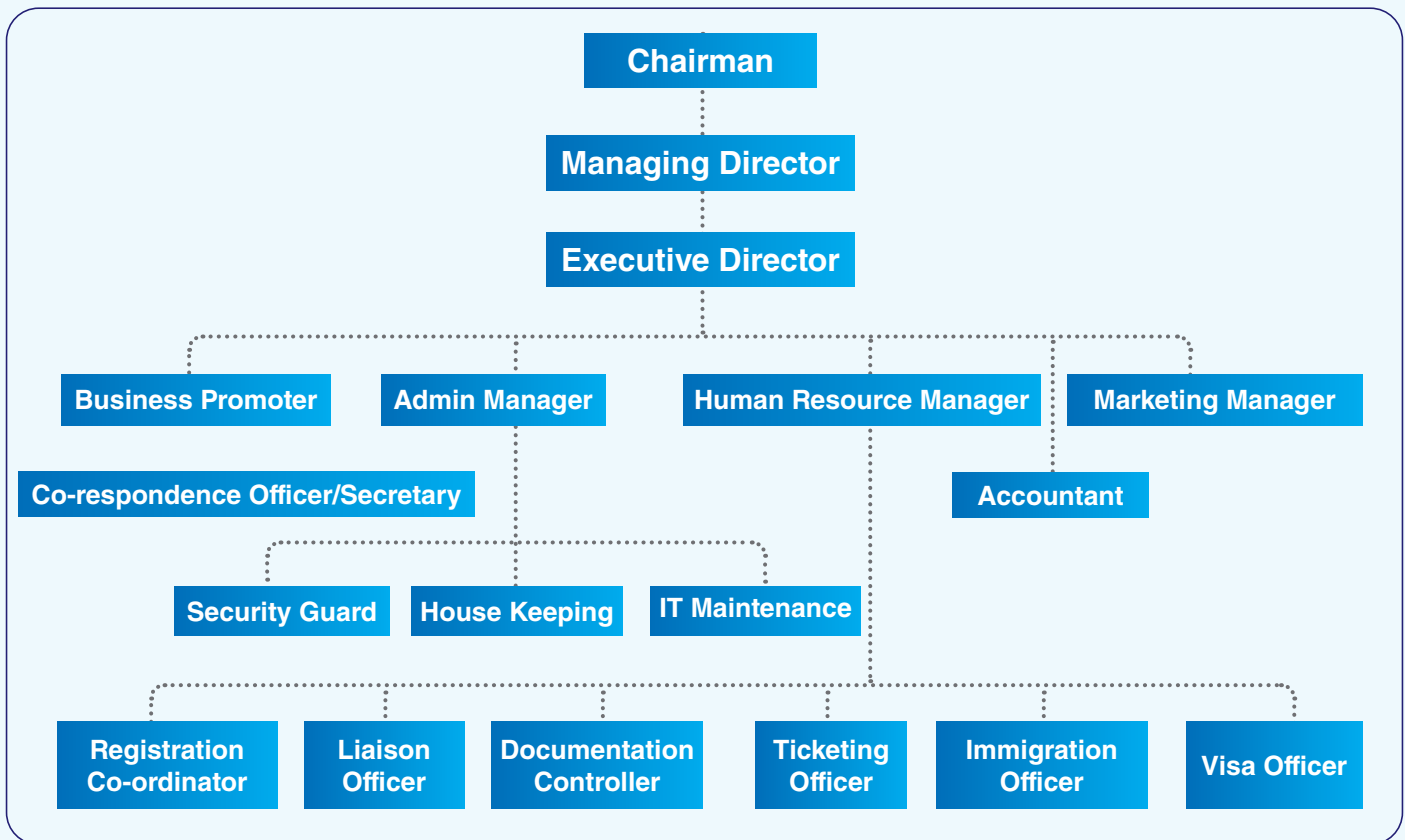 Chairman
Managing Director
Executive Director
Business Promoter
Admin Manager
Human Resource Manager
Marketing Manager
Co-respondence Officer/Secretary
Accountant
Security Guard
House Keeping
IT Maintenance
Registration
Co-ordinator
Liaison
Officer
Documentation
Controller
Ticketing
Officer
Immigration
Officer
Visa Officer